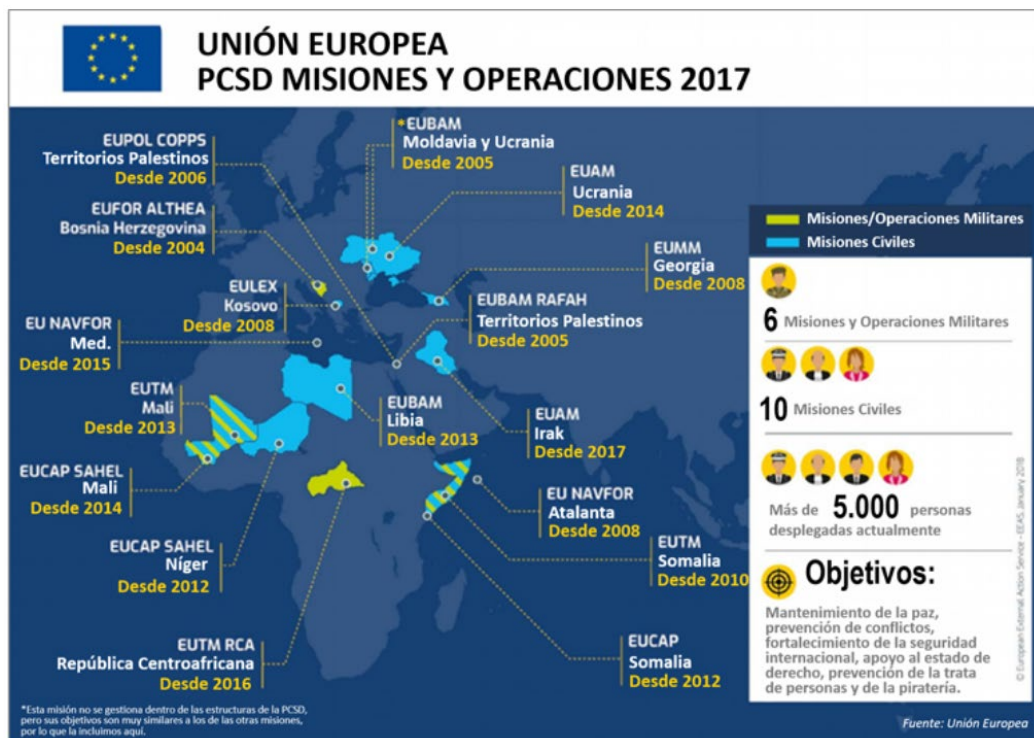 UNIÓN EUROPEA
PCSD MISIONES Y OPERACIONES 2017
EUPOL COPPS
Territorios Palestinos
Desde 2006
*EUBAM
Moldavia y Ucrania
Desde 2005
EUAM
Ucrania
Desde 2014
EUFOR ALTHEA
Bosnia Herzegovina
Desde 2004
EUMM
Georgia
Desde 2008
EULEX
Kosovo
Desde 2008
EUBAM RAFAH
Territorios Palestinos
Desde 2005
EU NAVFOR
Med.
Desde 2015
EUTM
Mali
Desde 2013
EUBAM
Libia
Desde 2013
EUAM
Irak
Desde 2017
EUCAP SAHEL
Mali
Desde 2014
EU NAVFOR
Atalanta
Desde 2008
EUCAP SAHEL
Níger
Desde 2012
EUTM
Somalia
Desde 2010
EUTM RCA
República Centroafricana
Desde 2016
EUCAP
Somalia
Desde 2012
Misiones/Operaciones Militares
Misiones Civiles
6 Misiones y Operaciones Militares
10 Misiones Civiles
Más de 5.000 personas
desplegadas actualmente
Objetivos:
Mantenimiento de la paz,
prevención de conflictos,
fortalecimiento de la seguridad
internacional, apoyo al estado de
derecho, prevención de la trata
de personas y de la piratería.
© European External Action Service - EEAS, January 2018
*Esta misión no se gestiona dentro de las estructuras de la PCSD,
pero sus objetivos son muy similares a los de las otras misiones,
por lo que la incluimos aquí.
Fuente: Unión Europea